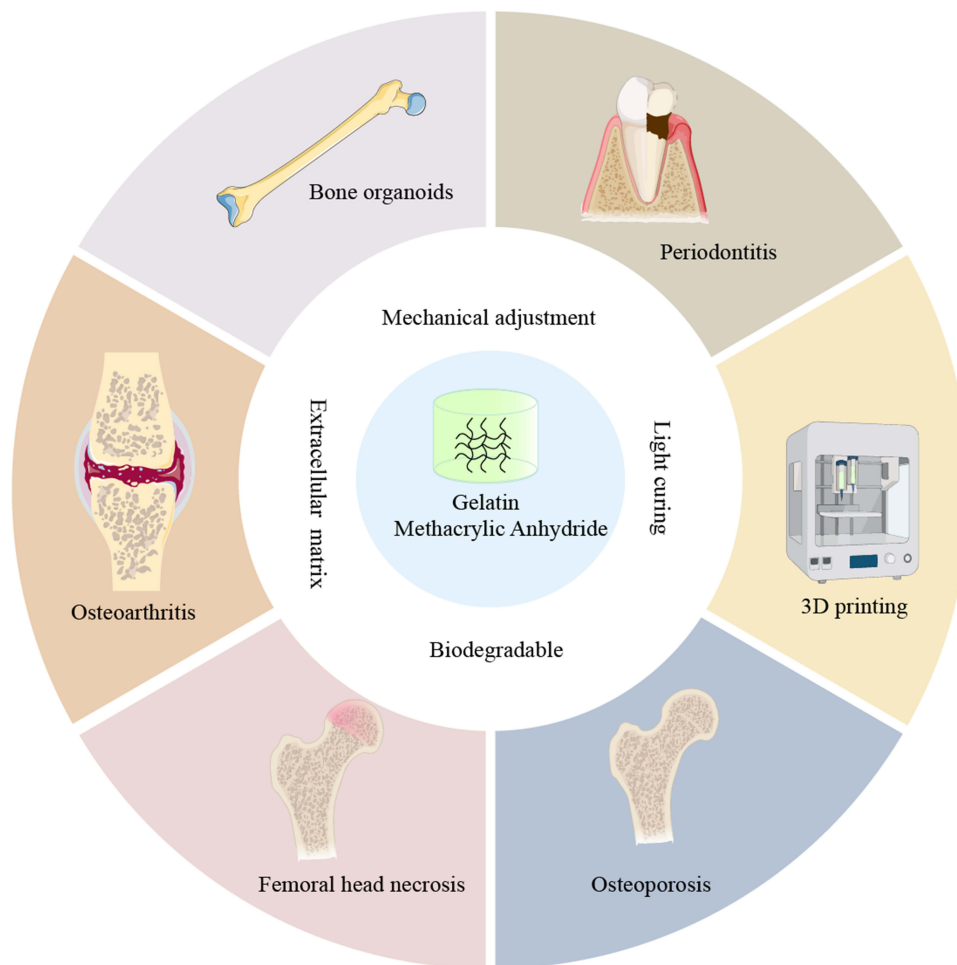 Bone organoids
Periodontitis
Mechanical adjustment
Extracellular matrix
Light curing
Gelatin
Methacrylic Anhydride
Osteoarthritis
3D printing
Biodegradable
Femoral head necrosis
Osteoporosis